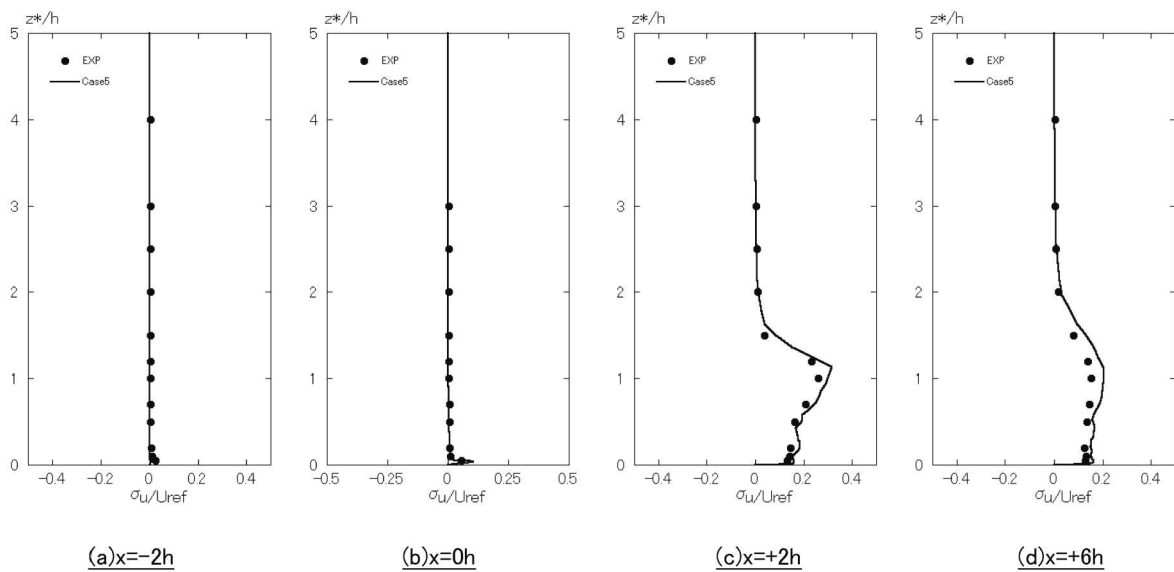 z*/h
5
4
3
2
1
0
EXP
Case5
-0.4 -0.2 0 0.2 0.4
σu/Uref
(a)x=-2h
z*/h
5
4
3
2
1
0
EXP
Case5
-0.5 -0.25 0 0.25 0.5
σu/Uref
(b)x=0h
z*/h
5
4
3
2
1
0
EXP
Case5
-0.4 -0.2 0 0.2 0.4
σu/Uref
(c)x=+2h
z*/h
5
4
3
2
1
0
EXP
Case5
-0.4 -0.2 0 0.2 0.4
σu/Uref
(d)x=+6h